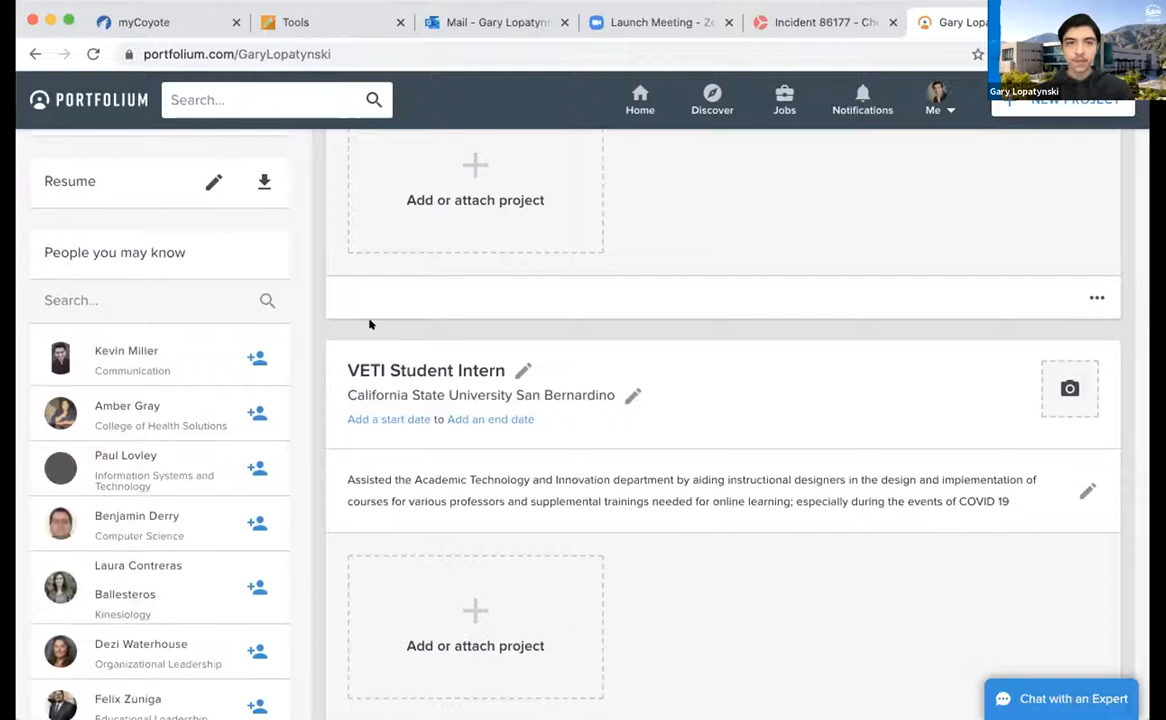 myCoyote
Tools
Mail - Gary Lopatyns
Launch Meeting - Ze
Incident 86177 - Che
Gary Lopa
portfolium.com/GaryLopatynski
Gary Lopatynski
PORTFOLIUM
Search...
Home
Discover
Jobs
Notifications
Me
NEW PROJECT
Resume
Add or attach project
People you may know
Search...
Kevin Miller
Communication
Amber Gray
College of Health Solutions
Paul Lovley
Information Systems and
Technology
Benjamin Derry
Computer Science
Laura Contreras
Ballesteros
Kinesiology
Dezi Waterhouse
Organizational Leadership
Felix Zuniga
Educational Leadership
VETI Student Intern
California State University San Bernardino
Add a start date to Add an end date
Assisted the Academic Technology and Innovation department by aiding instructional designers in the design and implementation of
courses for various professors and supplemental trainings needed for online learning; especially during the events of COVID 19
Add or attach project
Chat with an Expert